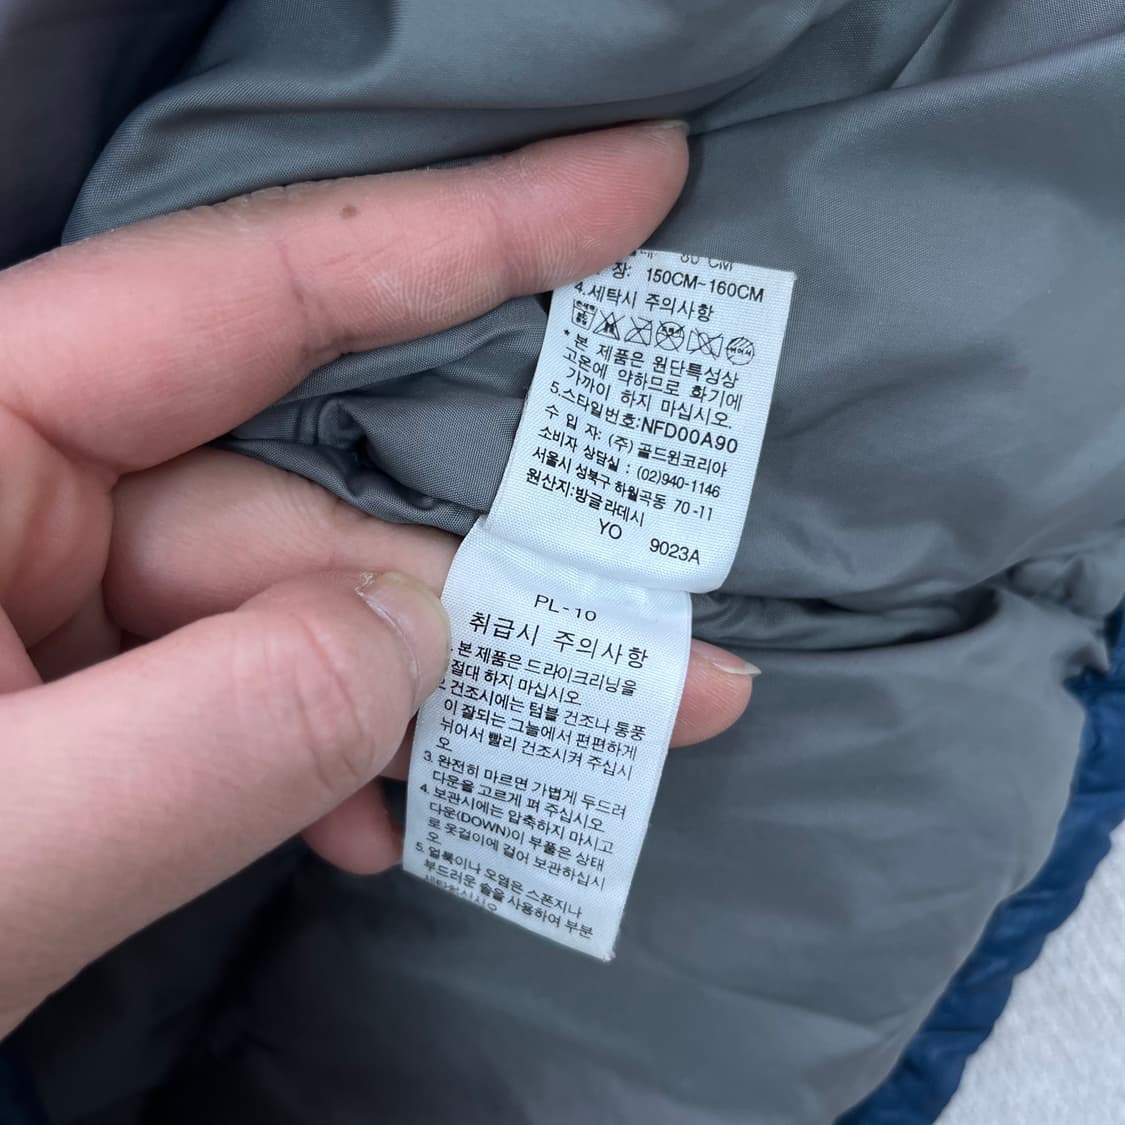 80 CM
장: 150CM~160CM
4.세탁시 주의사항
* 본 제품은 원단특성상
고온에 약하므로 화기에
가까이 하지 마십시오.
5.스타일번호:NFD00A90
수 입 자: (주) 골드윈코리아
소비자 상담실 : (02)940-1146
서울시 성북구 하월곡동 70-11
원산지:방글라데시
YO 9023A
PL-10
취급시 주의사항
본 제품은 드라이크리닝을
절대 하지 마십시오.
건조시에는 텀블 건조나 통풍
이 잘되는 그늘에서 편편하게
뉘어서 빨리 건조시켜 주십시
오.
3. 완전히 마르면 가볍게 두드려
다운을 고르게 펴 주십시오
4. 보관시에는 압축하지 마시고
다운(DOWN)이 부풀은 상태
로 옷걸이에 걸어 보관하십시
오.
5. 얼룩이나 오염은 스폰지나
부드러운 솔을 사용하여 부분